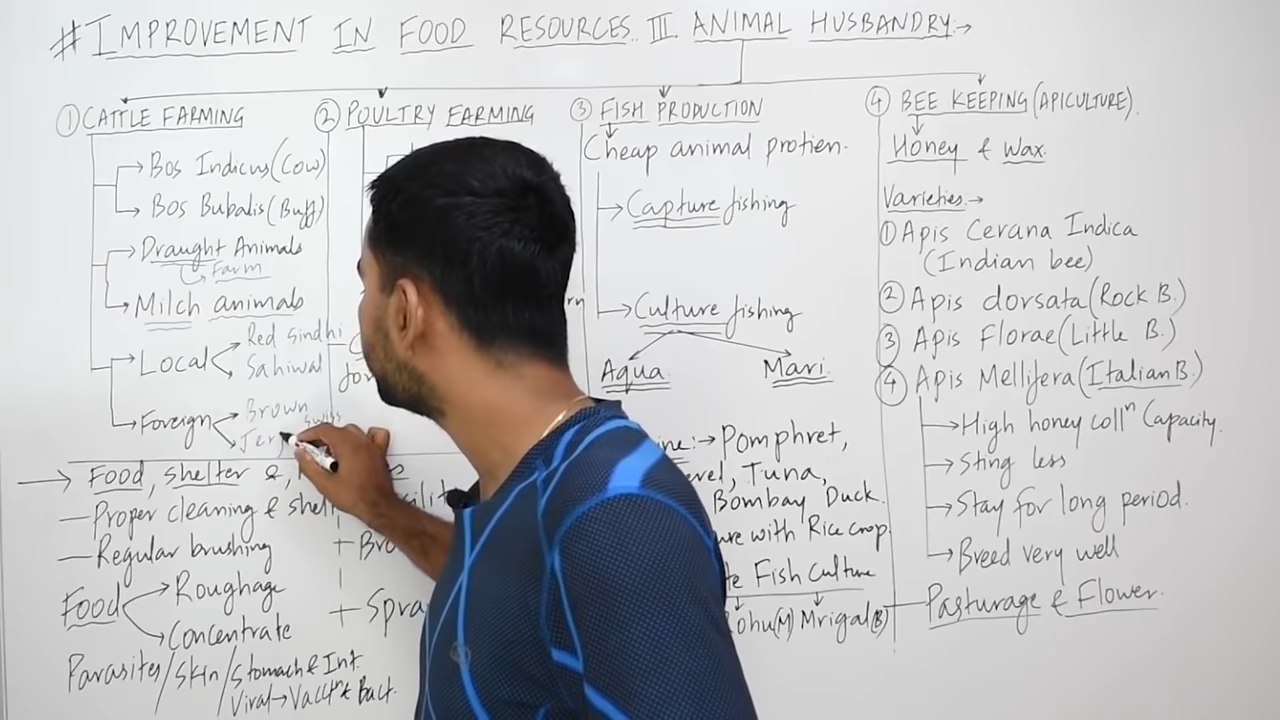 #IMPROVEMENT IN FOOD RESOURCES.. III ANIMAL HUSBANDRY:→
① CATTLE FARMING
→ Bos Indicus (Cow)
→ Bos Bubalis (Buff)
→ Draught Animals
→ Farm
→ Milch animals
→ Local
Red Sindhi
Sahiwal
→ Foreign
Brown Swiss
Jer
② POULTRY FARMING
③ FISH PRODUCTION
Cheap animal protien.
→ Capture fishing
→ Culture fishing
Aqua
Mari.
:→ Pomphret,
Tuna,
Bombay Duck.
with Rice crop.
Fish Culture
Mrigal (B)
④ BEE KEEPING (APICULTURE).
Honey & Wax.
Varieties:→
① Apis Cerana Indica
(Indian bee)
② Apis dorsata (Rock B.)
③ Apis Florae (Little B.)
④ Apis Mellifera (Italian B.)
→ High honey collⁿ Capacity.
→ Sting less
→ Stay for long period.
→ Breed very well
Pasturage & Flower.
→ Food, shelter &
— Proper cleaning &
— Regular brushing
Food
Roughage
Concentrate
Parasites / Skin / Stomach & Int.
Viral → Vaccⁿ & Bact.